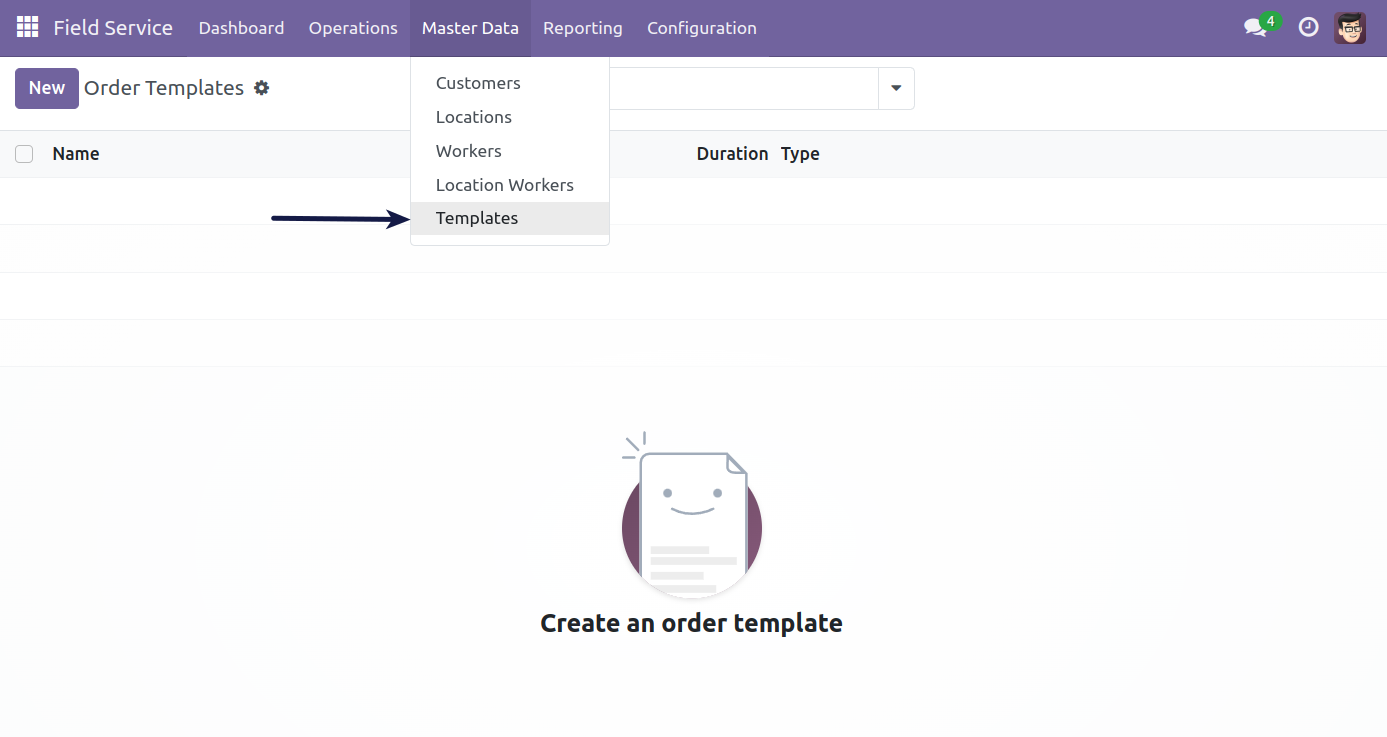 Field Service Dashboard Operations Master Data Reporting Configuration 4
New Order Templates
Customers
Locations
Workers
Location Workers
Templates
Name Duration Type
Create an order template